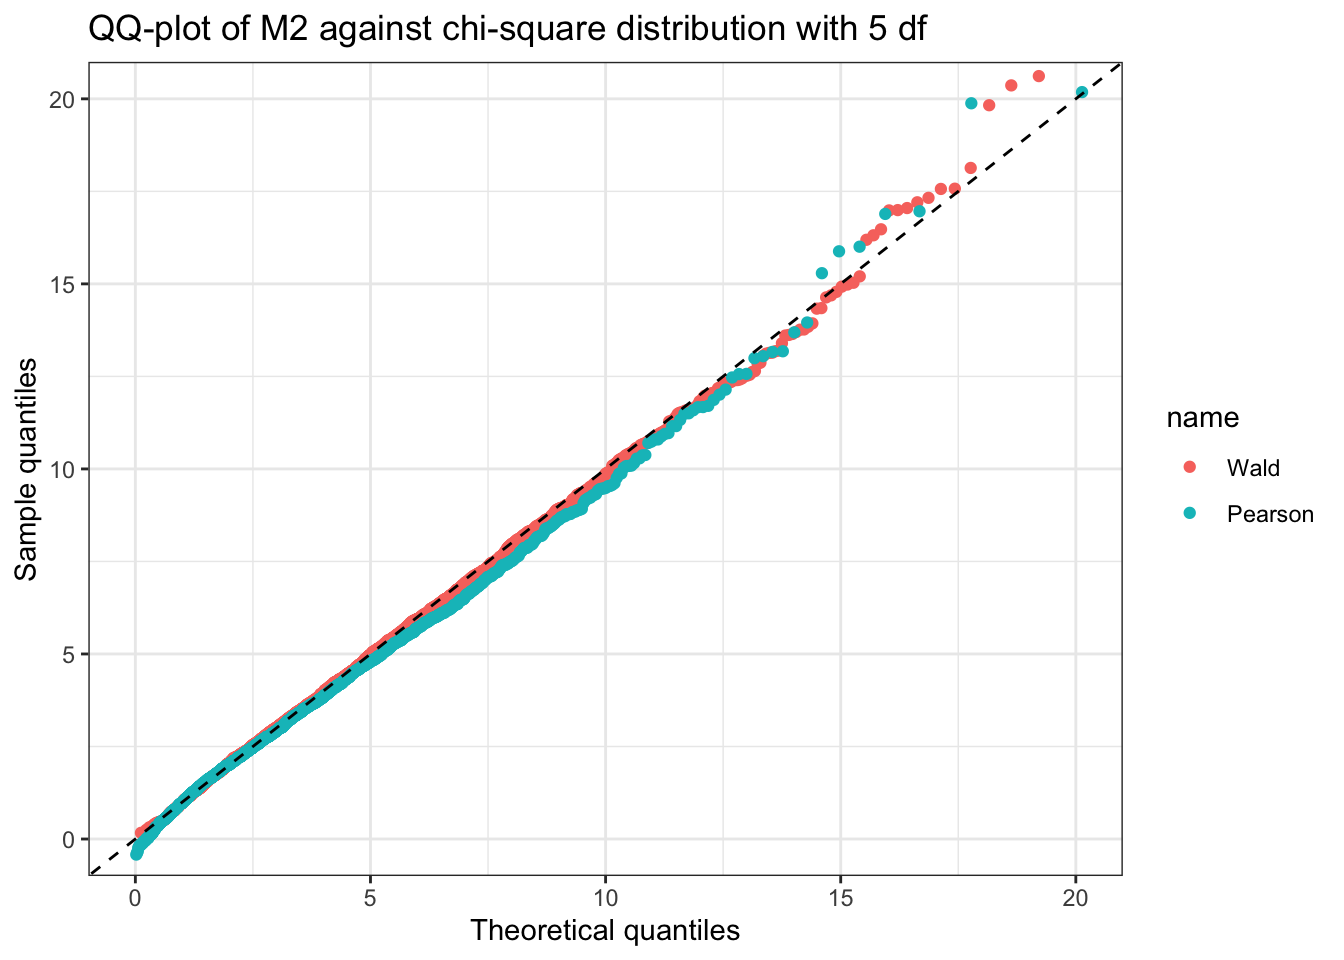 QQ-plot of M2 against chi-square distribution with 5 df
20
15
10
5
0
Sample quantiles
0 5 10 15 20
Theoretical quantiles
name
Wald
Pearson